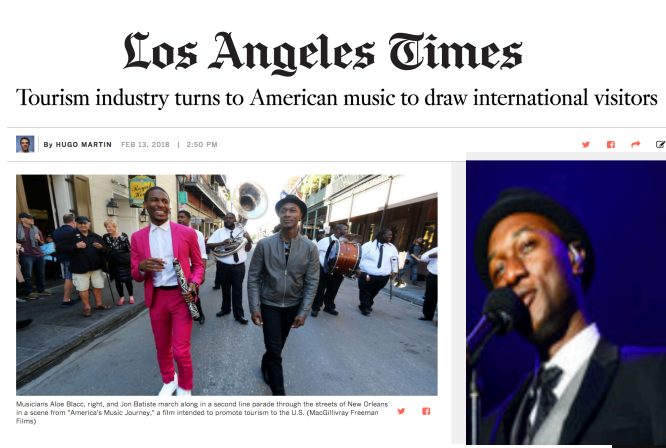 Los Angeles Times
Tourism industry turns to American music to draw international visitors
By HUGO MARTIN FEB 13, 2018 | 2:50 PM
Royal
Musicians Aloe Blacc, right, and Jon Batiste march along in a second line parade through the streets of New Orleans
in a scene from "America's Music Journey," a film intended to promote tourism to the U.S. (MacGillivray Freeman
Films)